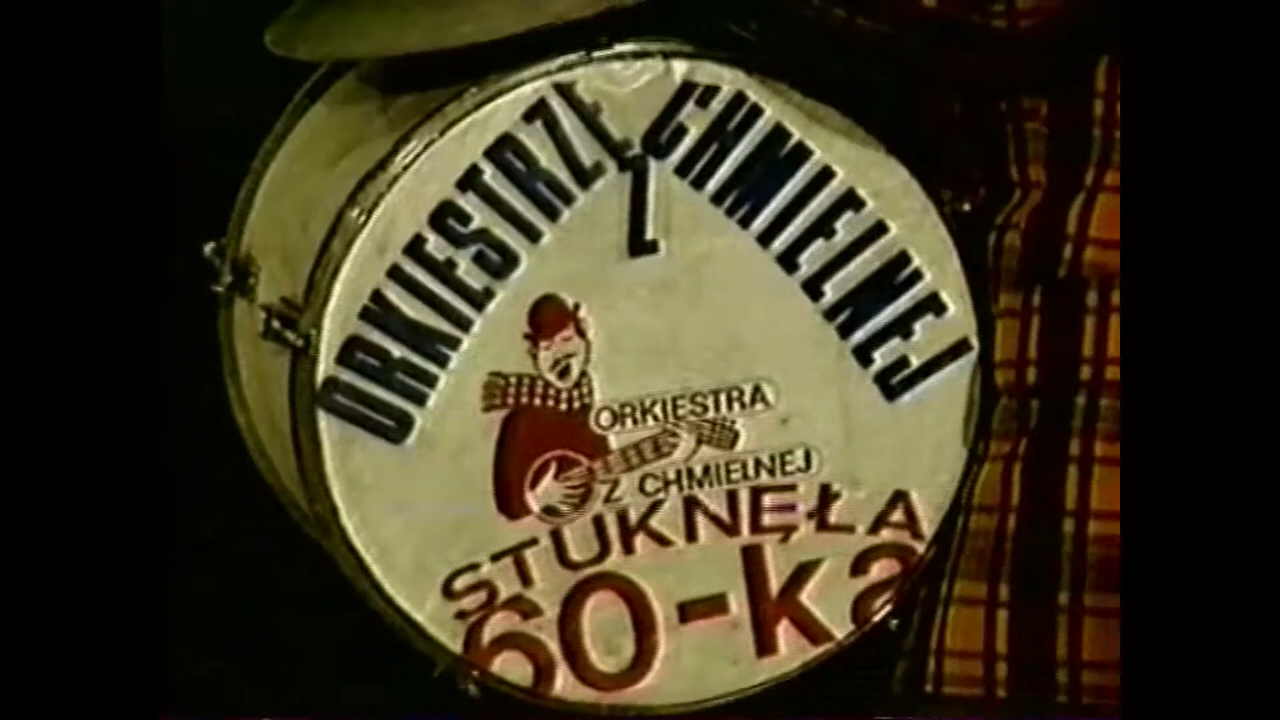 ORKIESTRZE Z CHMIELNEJ
ORKIESTRA
Z CHMIELNEJ
STUKNĘŁA
60-ka